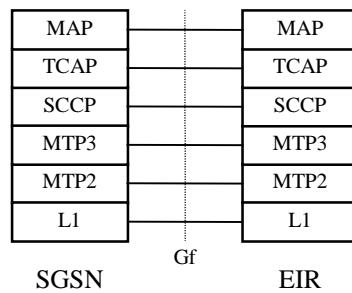 MAP MAP
TCAP TCAP
SCCP SCCP
MTP3 MTP3
MTP2 MTP2
L1 L1
Gf
SGSN EIR